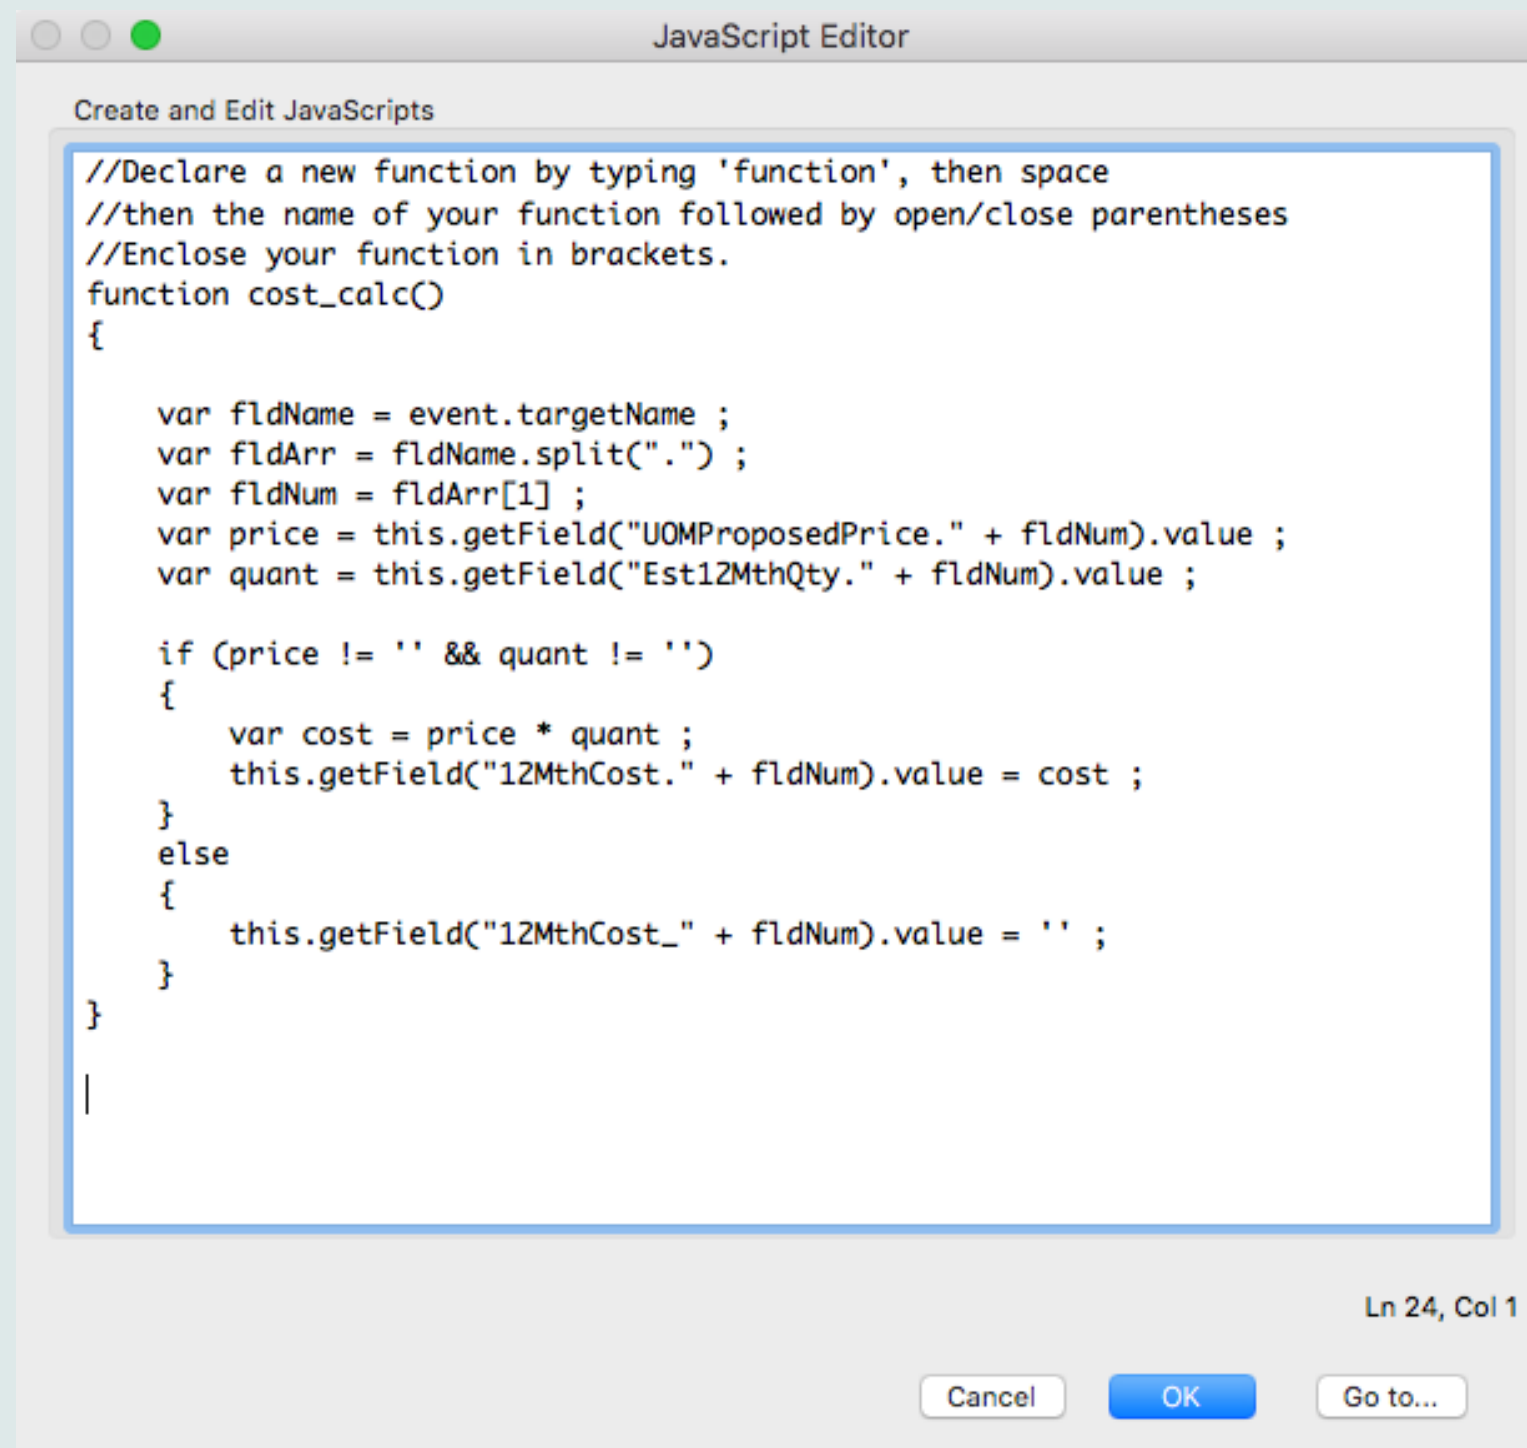 JavaScript Editor
Create and Edit JavaScripts
//Declare a new function by typing 'function', then space
//then the name of your function followed by open/close parentheses
//Enclose your function in brackets.
function cost_calc()
{
var fldName = event.targetName ;
var fldArr = fldName.split(".") ;
var fldNum = fldArr[1] ;
var price = this.getField("UOMProposedPrice." + fldNum).value ;
var quant = this.getField("Est12MthQty." + fldNum).value ;
if (price != '' && quant != '')
{
var cost = price * quant ;
this.getField("12MthCost." + fldNum).value = cost ;
}
else
{
this.getField("12MthCost_" + fldNum).value = '' ;
}
}
Ln 24, Col 1
Cancel OK Go to...